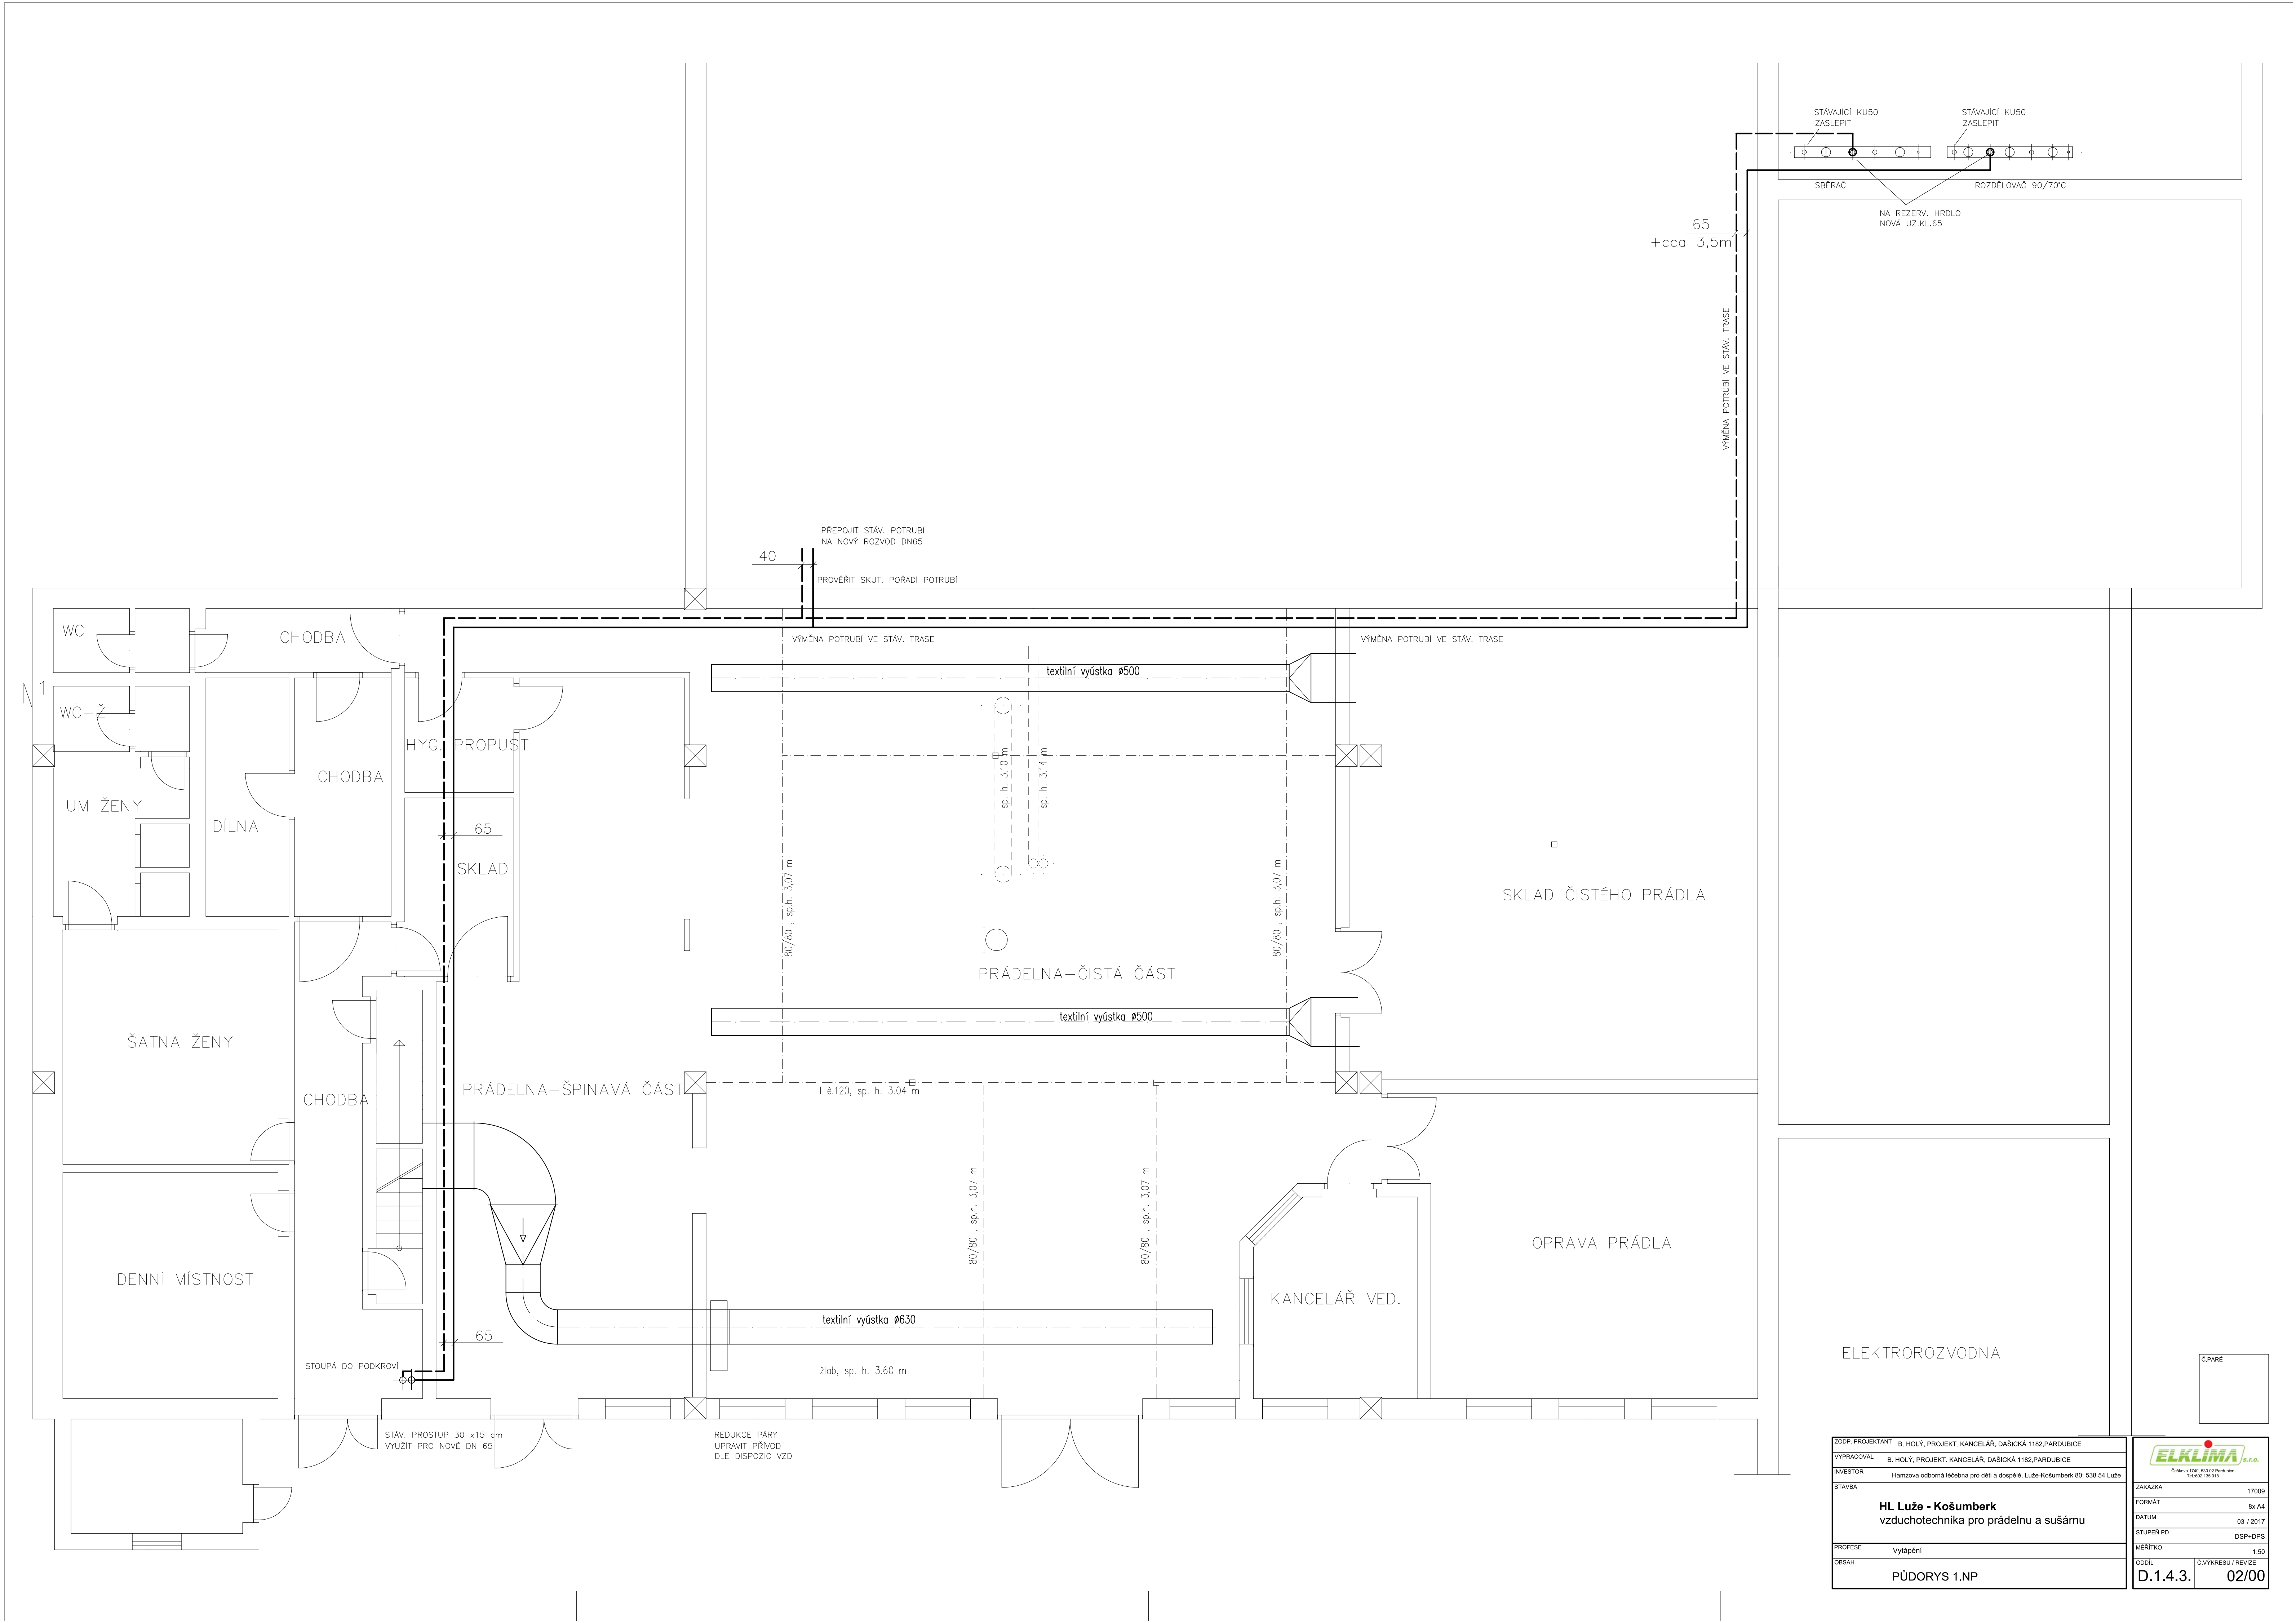 STÁVAJÍCÍ KU50
ZASLEPIT
STÁVAJÍCÍ KU50
ZASLEPIT
SBĚRAČ
ROZDĚLOVAČ 90/70°C
NA REZERV. HRDLO
NOVÁ UZ.KL.65
65
+cca 3,5m
VÝMĚNA POTRUBÍ VE STÁV. TRASE
PŘEPOJIT STÁV. POTRUBÍ
NA NOVÝ ROZVOD DN65
40
PROVĚŘIT SKUT. POŘADÍ POTRUBÍ
VÝMĚNA POTRUBÍ VE STÁV. TRASE
VÝMĚNA POTRUBÍ VE STÁV. TRASE
WC
CHODBA
textilní vyústka ø500
WC-Ž
HYG. PROPUST
CHODBA
sp. h. 3.10 m
sp. h. 3.14 m
UM ŽENY
DÍLNA
65
SKLAD
80/80 , sp.h. 3,07 m
80/80 , sp.h. 3,07 m
SKLAD ČISTÉHO PRÁDLA
PRÁDELNA-ČISTÁ ČÁST
textilní vyústka ø500
ŠATNA ŽENY
CHODBA
PRÁDELNA-ŠPINAVÁ ČÁST
I è.120, sp. h. 3.04 m
80/80 , sp.h. 3,07 m
80/80 , sp.h. 3,07 m
OPRAVA PRÁDLA
DENNÍ MÍSTNOST
KANCELÁŘ VED.
textilní vyústka ø630
65
ELEKTROROZVODNA
STOUPÁ DO PODKROVÍ
žlab, sp. h. 3.60 m
STÁV. PROSTUP 30 x15 cm
VYUŽÍT PRO NOVÉ DN 65
REDUKCE PÁRY
UPRAVIT PŘÍVOD
DLE DISPOZIC VZD
Č.PARÉ
ZODP. PROJEKTANT B, HOLÝ, PROJEKT. KANCELÁŘ, DAŠICKÁ 1182,PARDUBICE
VYPRACOVAL B. HOLÝ, PROJEKT. KANCELÁŘ, DAŠICKÁ 1182,PARDUBICE
INVESTOR Hamzova odborná léčebna pro děti a dospělé, Luže-Košumberk 80; 538 54 Luže
STAVBA
HL Luže - Košumberk
vzduchotechnika pro prádelnu a sušárnu
PROFESE Vytápění
OBSAH
PŮDORYS 1.NP
ELKLIMA s.r.o.
ZAKÁZKA 17009
FORMÁT 8x A4
DATUM 03 / 2017
STUPEŇ PD DSP+DPS
MĚŘÍTKO 1:50
ODDÍL Č.VÝKRESU / REVIZE
D.1.4.3. 02/00